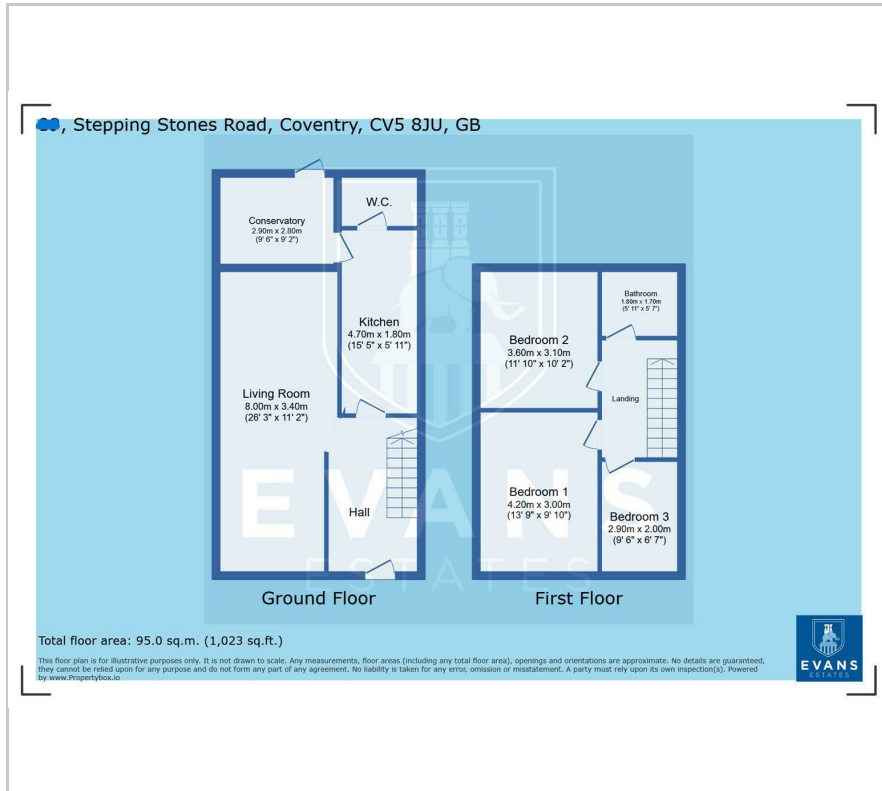 , Stepping Stones Road, Coventry, CV5 8JU, GB
W.C.
Conservatory
2.90m x 2.80m
(9' 6" x 9' 2")
Kitchen
4.70m x 1.80m
(15' 5" x 5' 11")
Living Room
8.00m x 3.40m
(26' 3" x 11' 2")
Hall
Ground Floor
Bathroom
1.80m x 1.70m
(5' 11" x 5' 7")
Bedroom 2
3.60m x 3.10m
(11' 10" x 10' 2")
Landing
Bedroom 1
4.20m x 3.00m
(13' 9" x 9' 10")
Bedroom 3
2.90m x 2.00m
(9' 6" x 6' 7")
First Floor
EVANS
ESTATES
Total floor area: 95.0 sq.m. (1,023 sq.ft.)
This floor plan is for illustrative purposes only. It is not drawn to scale. Any measurements, floor areas (including any total floor area), openings and orientations are approximate. No details are guaranteed,
they cannot be relied upon for any purpose and do not form any part of any agreement. No liability is taken for any error, omission or misstatement. A party must rely upon its own inspection(s). Powered
by www.Propertybox.io
EVANS
ESTATES